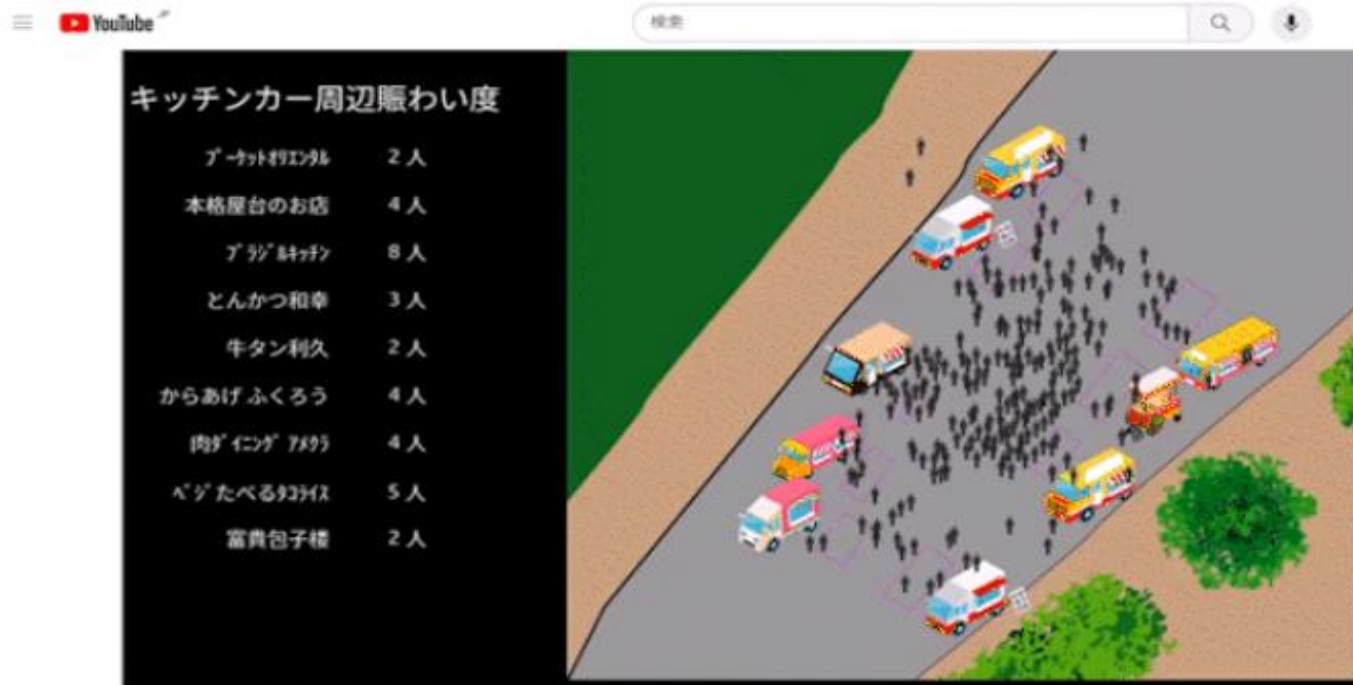 YouTube JP
検索
キッチンカー周辺賑わい度
プーケットオリエンタル 2 人
本格屋台のお店 4 人
ブラジルキッチン 8 人
とんかつ和幸 3 人
牛タン利久 2 人
からあげ ふくろう 4 人
肉ダイニング アメクラ 4 人
ベジたべるタコライス 5 人
富貴包子楼 2 人